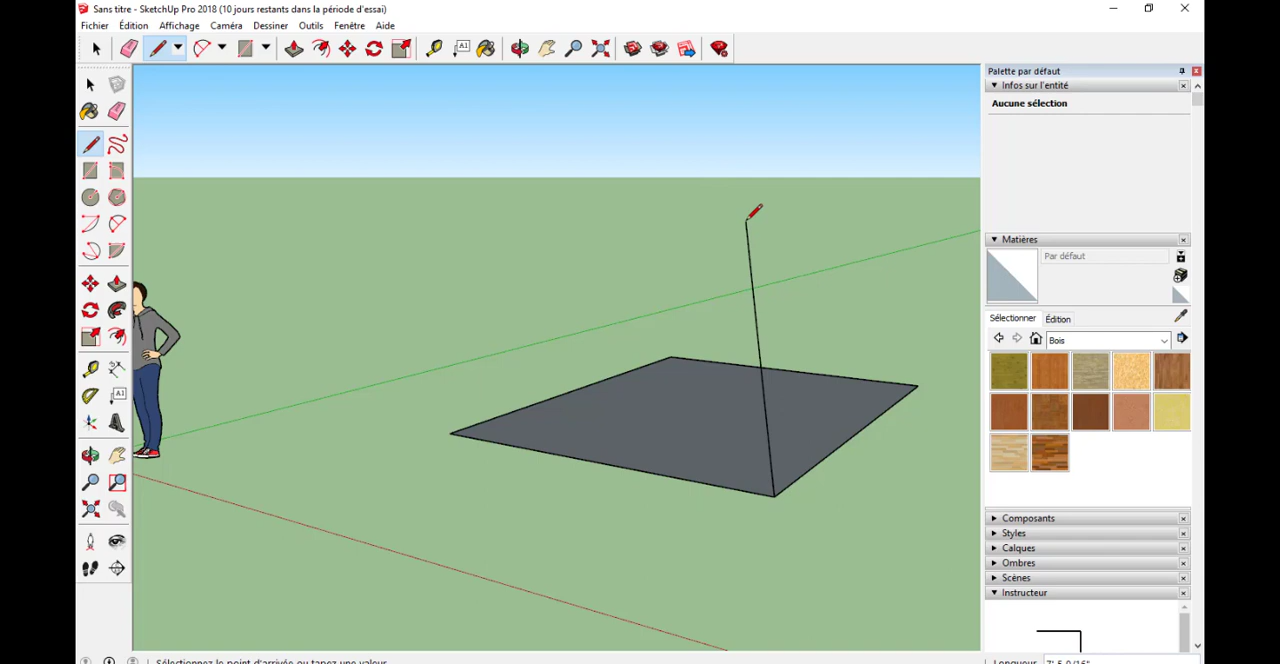 Sans titre - SketchUp Pro 2018 (10 jours restants dans la période d'essai)
Fichier Édition Affichage Caméra Dessiner Outils Fenêtre Aide
Palette par défaut
Infos sur l'entité
Aucune sélection
Matières
Par défaut
Sélectionner Édition
Bois
Composants
Styles
Calques
Ombres
Scènes
Instructeur
Sélectionnez le point d'arrivée ou tapez une valeur.
Longueur